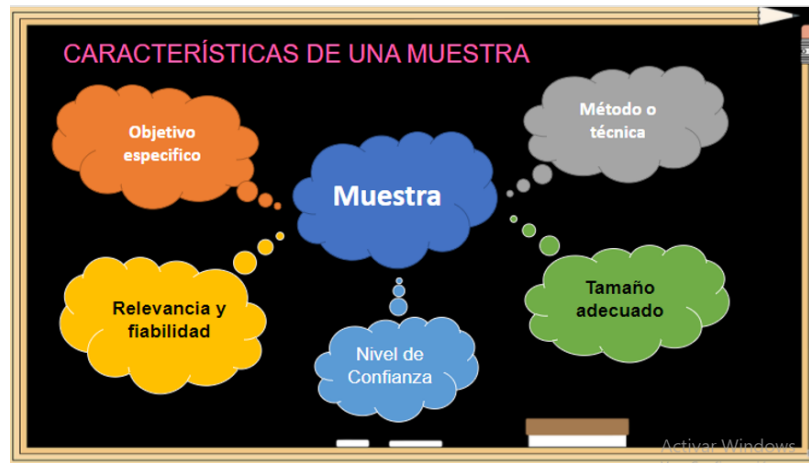 CARACTERÍSTICAS DE UNA MUESTRA
Objetivo
especifico
Método o
técnica
Muestra
Relevancia y
fiabilidad
Tamaño
adecuado
Nivel de
Confianza
Activar Windows